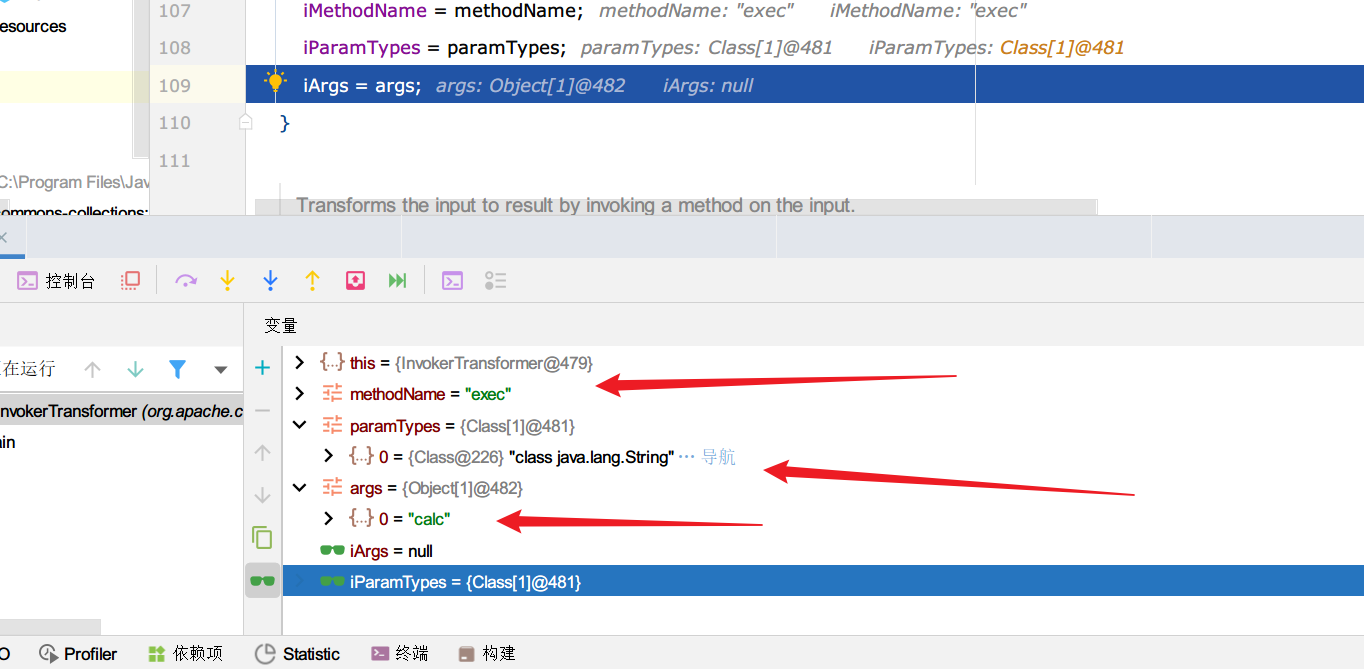 107 iMethodName = methodName; methodName: "exec" iMethodName: "exec"
esources
108 iParamTypes = paramTypes; paramTypes: Class[1]@481 iParamTypes: Class[1]@481
109 iArgs = args; args: Object[1]@482 iArgs: null
110 }
111
C:\Program Files\Jav
ommons-collections:
Transforms the input to result by invoking a method on the input.
控制台
变量
在运行
this = {InvokerTransformer@479}
methodName = "exec"
nvokerTransformer (org.apache.c
paramTypes = {Class[1]@481}
in
0 = {Class@226} "class java.lang.String" ··· 导航
args = {Object[1]@482}
0 = "calc"
iArgs = null
iParamTypes = {Class[1]@481}
O Profiler 依赖项 Statistic 终端 构建